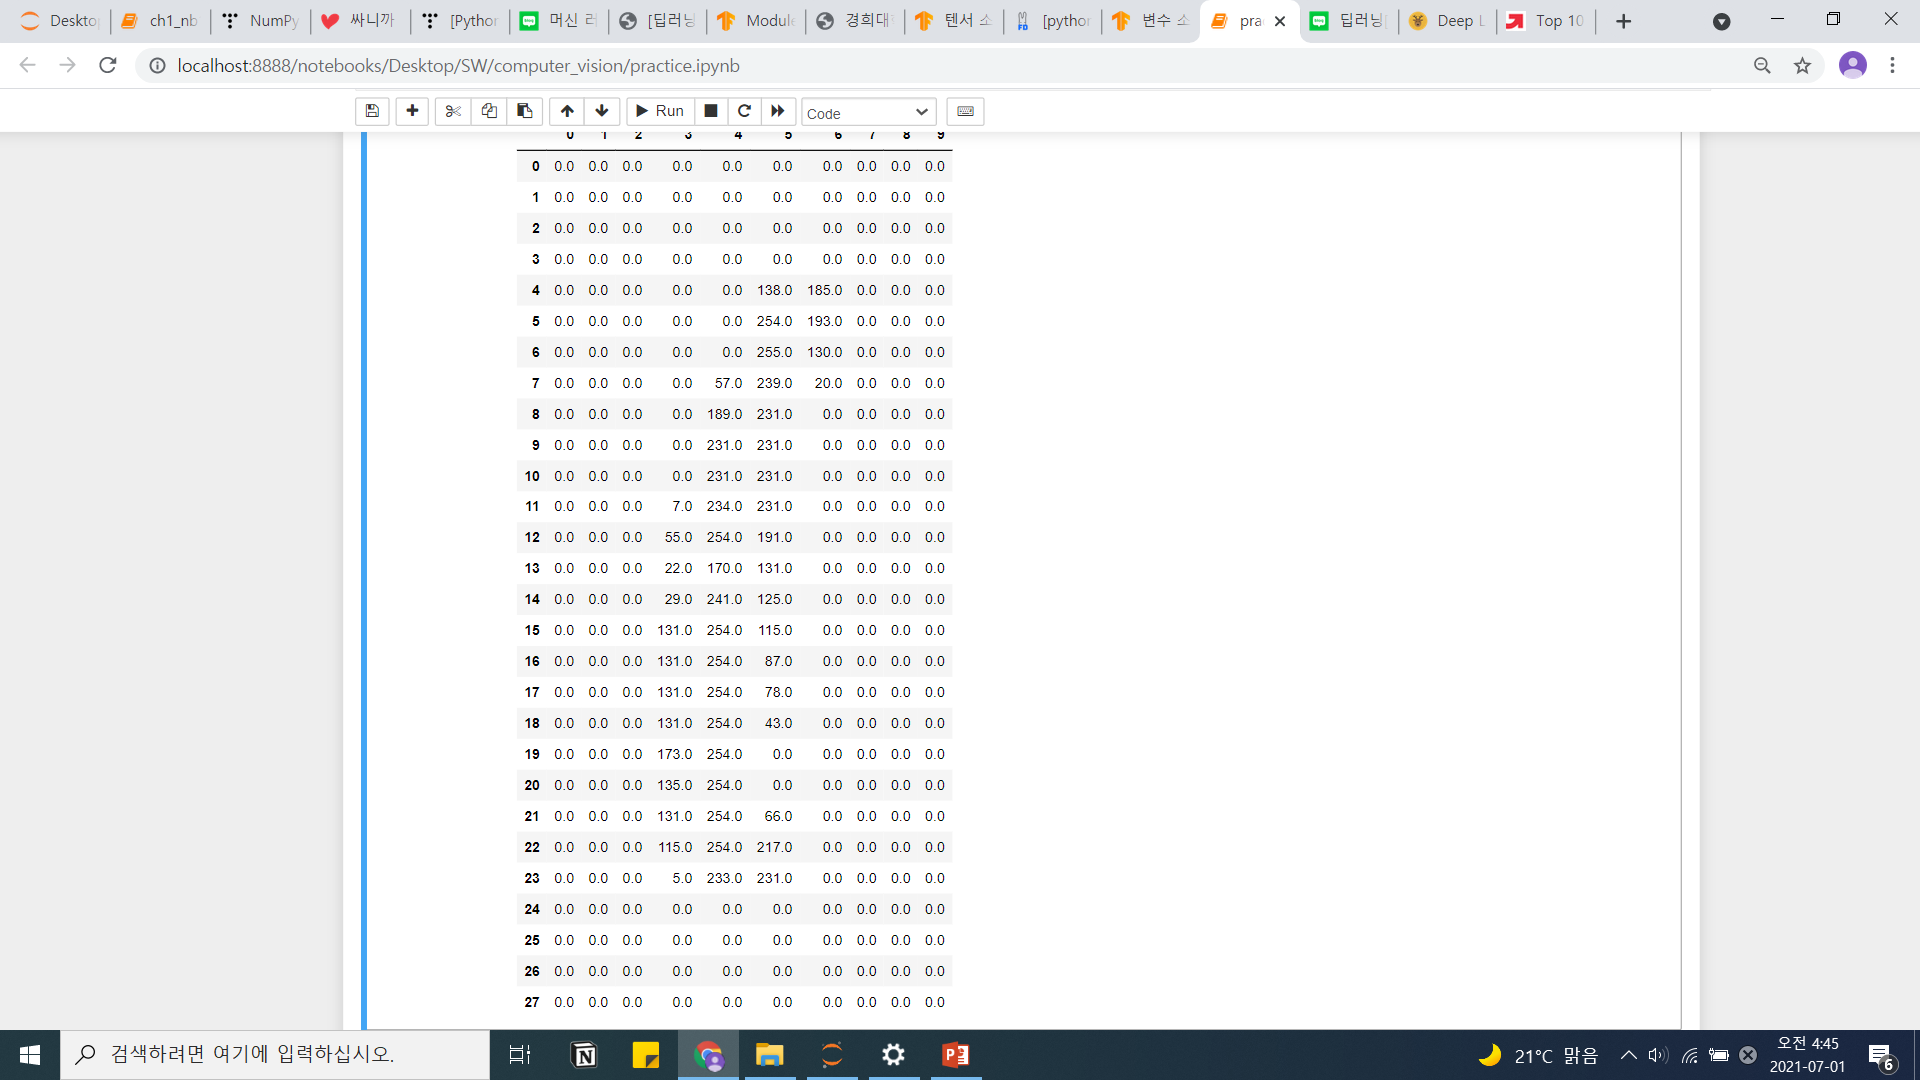 Deskto ch1_nb NumPy 싸니까 [Python 머신 러 [딥러닝 Module 경희대 텐서 소 [python 변수 소 pra 딥러닝 Deep L Top 10
localhost:8888/notebooks/Desktop/SW/computer_vision/practice.ipynb
Run Code
0 1 2 3 4 5 6 7 8 9
0 0.0 0.0 0.0 0.0 0.0 0.0 0.0 0.0 0.0 0.0
1 0.0 0.0 0.0 0.0 0.0 0.0 0.0 0.0 0.0 0.0
2 0.0 0.0 0.0 0.0 0.0 0.0 0.0 0.0 0.0 0.0
3 0.0 0.0 0.0 0.0 0.0 0.0 0.0 0.0 0.0 0.0
4 0.0 0.0 0.0 0.0 0.0 138.0 185.0 0.0 0.0 0.0
5 0.0 0.0 0.0 0.0 0.0 254.0 193.0 0.0 0.0 0.0
6 0.0 0.0 0.0 0.0 0.0 255.0 130.0 0.0 0.0 0.0
7 0.0 0.0 0.0 0.0 57.0 239.0 20.0 0.0 0.0 0.0
8 0.0 0.0 0.0 0.0 189.0 231.0 0.0 0.0 0.0 0.0
9 0.0 0.0 0.0 0.0 231.0 231.0 0.0 0.0 0.0 0.0
10 0.0 0.0 0.0 0.0 231.0 231.0 0.0 0.0 0.0 0.0
11 0.0 0.0 0.0 7.0 234.0 231.0 0.0 0.0 0.0 0.0
12 0.0 0.0 0.0 55.0 254.0 191.0 0.0 0.0 0.0 0.0
13 0.0 0.0 0.0 22.0 170.0 131.0 0.0 0.0 0.0 0.0
14 0.0 0.0 0.0 29.0 241.0 125.0 0.0 0.0 0.0 0.0
15 0.0 0.0 0.0 131.0 254.0 115.0 0.0 0.0 0.0 0.0
16 0.0 0.0 0.0 131.0 254.0 87.0 0.0 0.0 0.0 0.0
17 0.0 0.0 0.0 131.0 254.0 78.0 0.0 0.0 0.0 0.0
18 0.0 0.0 0.0 131.0 254.0 43.0 0.0 0.0 0.0 0.0
19 0.0 0.0 0.0 173.0 254.0 0.0 0.0 0.0 0.0 0.0
20 0.0 0.0 0.0 135.0 254.0 0.0 0.0 0.0 0.0 0.0
21 0.0 0.0 0.0 131.0 254.0 66.0 0.0 0.0 0.0 0.0
22 0.0 0.0 0.0 115.0 254.0 217.0 0.0 0.0 0.0 0.0
23 0.0 0.0 0.0 5.0 233.0 231.0 0.0 0.0 0.0 0.0
24 0.0 0.0 0.0 0.0 0.0 0.0 0.0 0.0 0.0 0.0
25 0.0 0.0 0.0 0.0 0.0 0.0 0.0 0.0 0.0 0.0
26 0.0 0.0 0.0 0.0 0.0 0.0 0.0 0.0 0.0 0.0
27 0.0 0.0 0.0 0.0 0.0 0.0 0.0 0.0 0.0 0.0
검색하려면 여기에 입력하십시오. 21°C 맑음 오전 4:45
2021-07-01 6